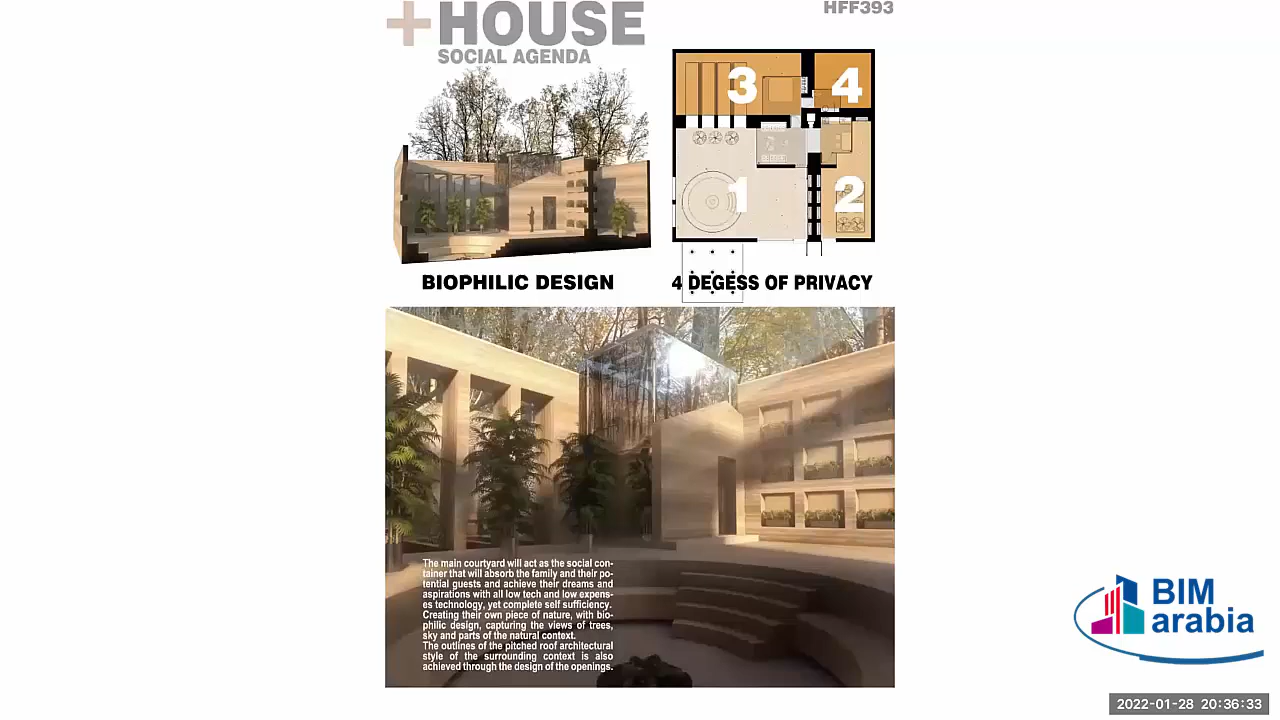 +HOUSE
SOCIAL AGENDA
HFF393
3
4
1
2
BIOPHILIC DESIGN
4 DEGESS OF PRIVACY
The main courtyard will act as the social con-
tainer that will absorb the family and their po-
tential guests and achieve their dreams and
aspirations with all low tech and low expens-
es technology, yet complete self sufficiency.
Creating their own piece of nature, with bio-
philic design, capturing the views of trees,
sky and parts of the natural context.
The outlines of the pitched roof architectural
style of the surrounding context is also
achieved through the design of the openings.
BIM
arabia
2022-01-28 20:36:33